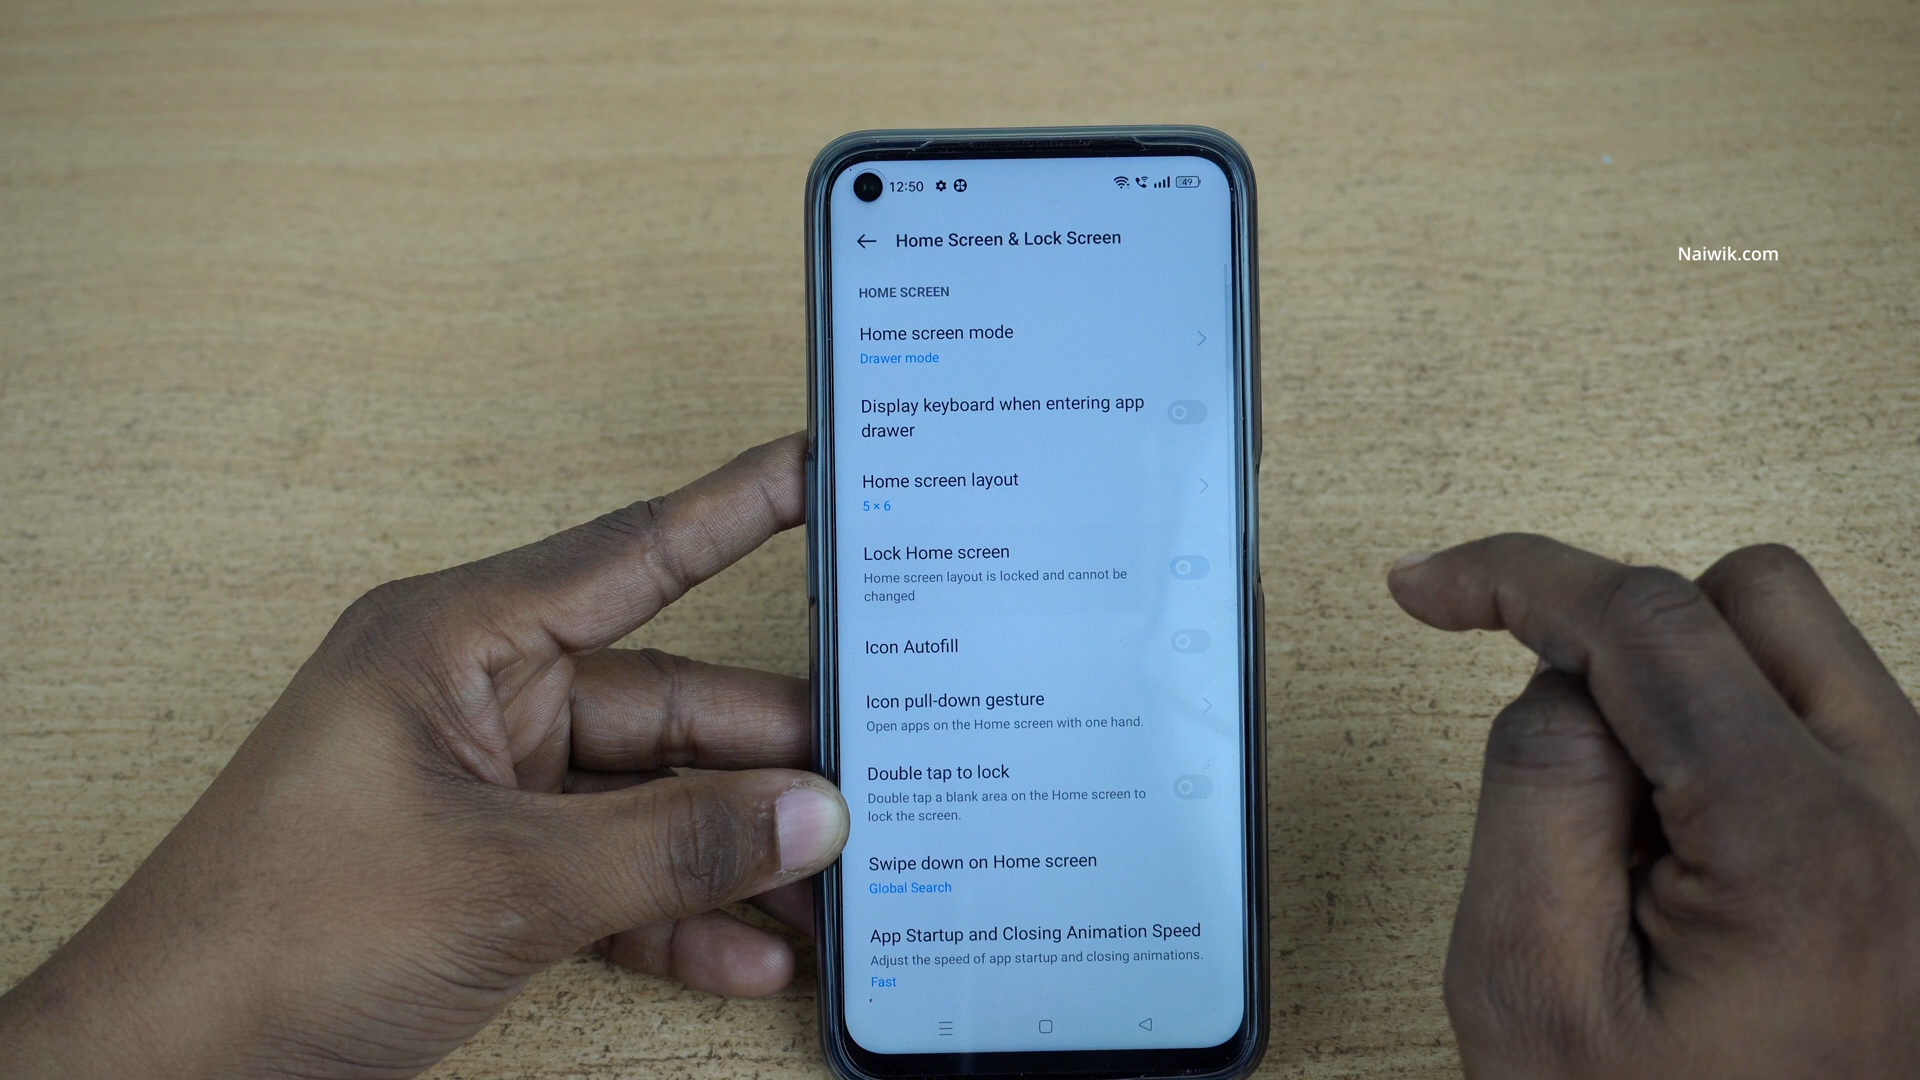 12:50
49
Home Screen & Lock Screen
Naiwik.com
HOME SCREEN
Home screen mode
Drawer mode
Display keyboard when entering app
drawer
Home screen layout
5 × 6
Lock Home screen
Home screen layout is locked and cannot be
changed
Icon Autofill
Icon pull-down gesture
Open apps on the Home screen with one hand.
Double tap to lock
Double tap a blank area on the Home screen to
lock the screen.
Swipe down on Home screen
Global Search
App Startup and Closing Animation Speed
Adjust the speed of app startup and closing animations.
Fast